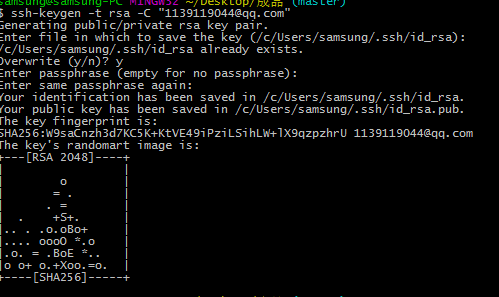 samsung@samsung-PC MINGW32 ~/Desktop/成品 (master)
$ ssh-keygen -t rsa -C "1139119044@qq.com"
Generating public/private rsa key pair.
Enter file in which to save the key (/c/Users/samsung/.ssh/id_rsa):
/c/Users/samsung/.ssh/id_rsa already exists.
Overwrite (y/n)? y
Enter passphrase (empty for no passphrase):
Enter same passphrase again:
Your identification has been saved in /c/Users/samsung/.ssh/id_rsa.
Your public key has been saved in /c/Users/samsung/.ssh/id_rsa.pub.
The key fingerprint is:
SHA256:W9saCnzh3d7KC5K+KtVE49iPziLSihLW+lX9qzpzhrU 1139119044@qq.com
The key's randomart image is:
+---[RSA 2048]----+
|                 |
|        o        |
|       = .       |
|      . =        |
|  .    +S+.      |
|.. . .o.oBo+     |
|.... oooO *.o    |
|.o. = .BoE *..   |
|o o+ o.+Xoo.=o.  |
+----[SHA256]-----+